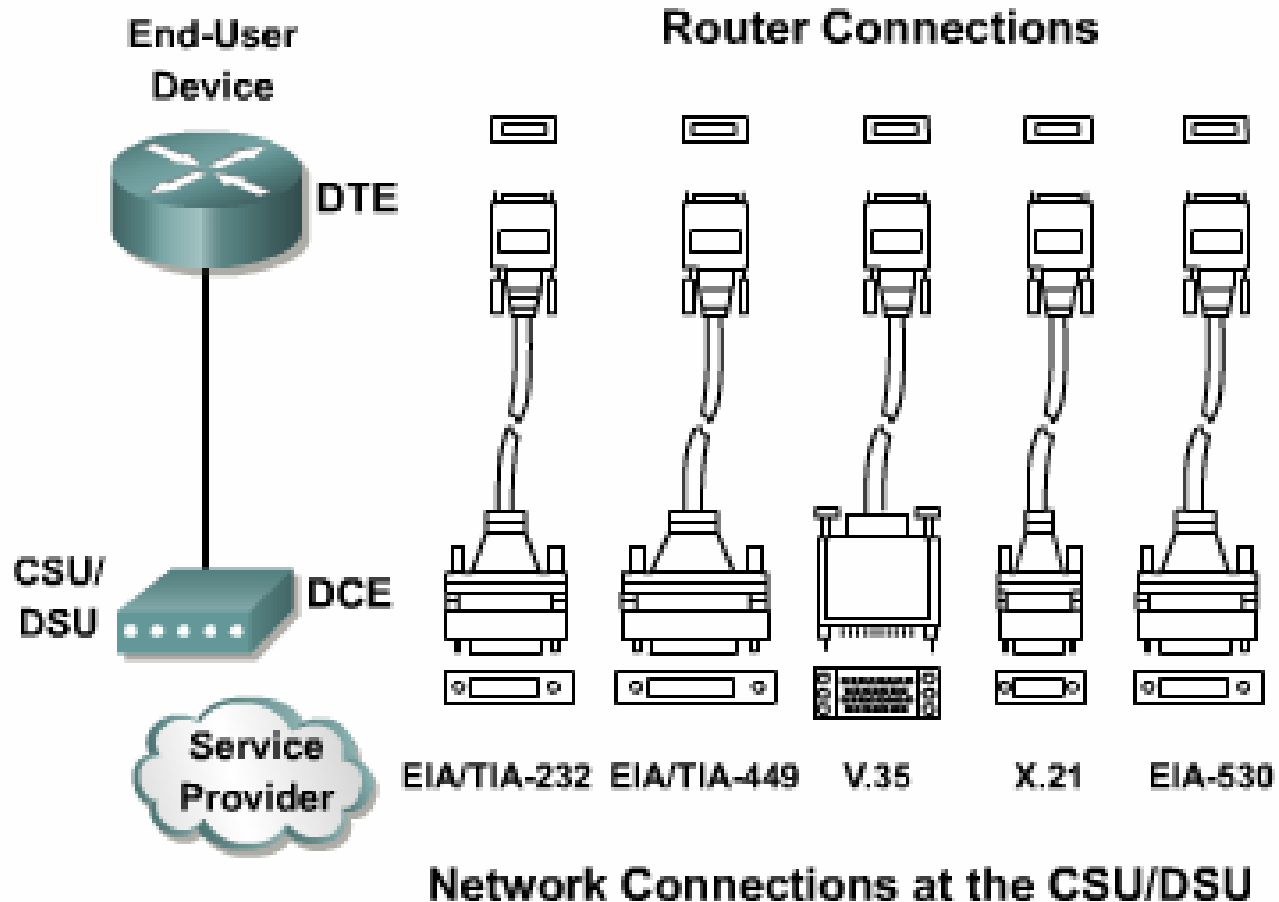 End-User
Device
Router Connections
DTE
CSU/
DSU
DCE
Service
Provider
EIA/TIA-232 EIA/TIA-449 V.35 X.21 EIA-530
Network Connections at the CSU/DSU